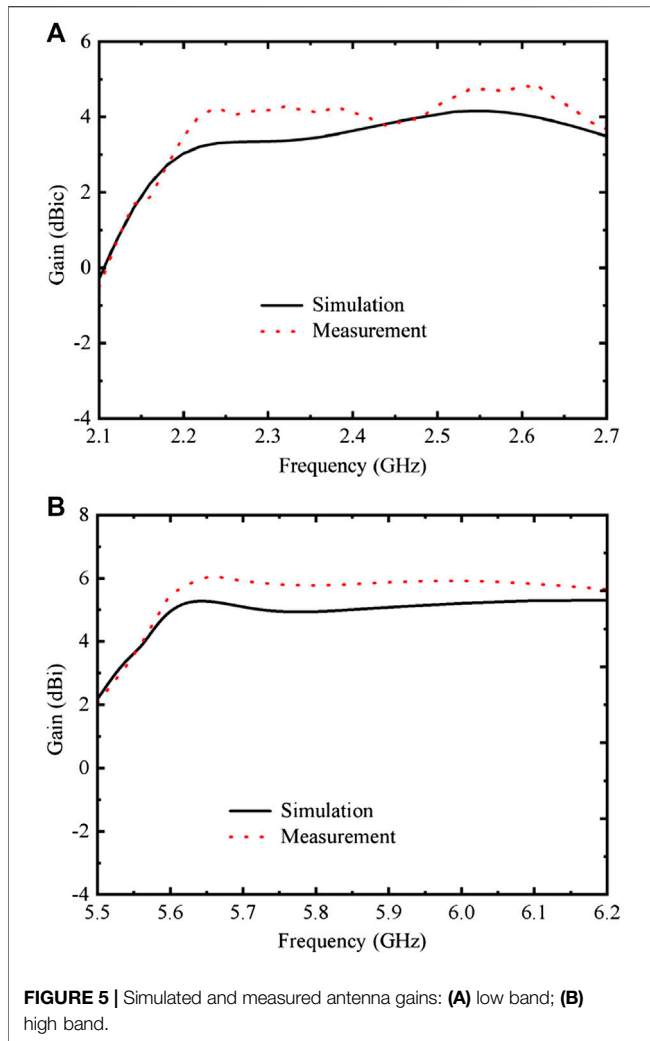 A
6
4
2
0
-2
-4
Gain (dBic)
Simulation
Measurement
2.1 2.2 2.3 2.4 2.5 2.6 2.7
Frequency (GHz)
B
8
6
4
2
0
-2
-4
Gain (dBi)
Simulation
Measurement
5.5 5.6 5.7 5.8 5.9 6.0 6.1 6.2
Frequency (GHz)
FIGURE 5 | Simulated and measured antenna gains: (A) low band; (B)
high band.